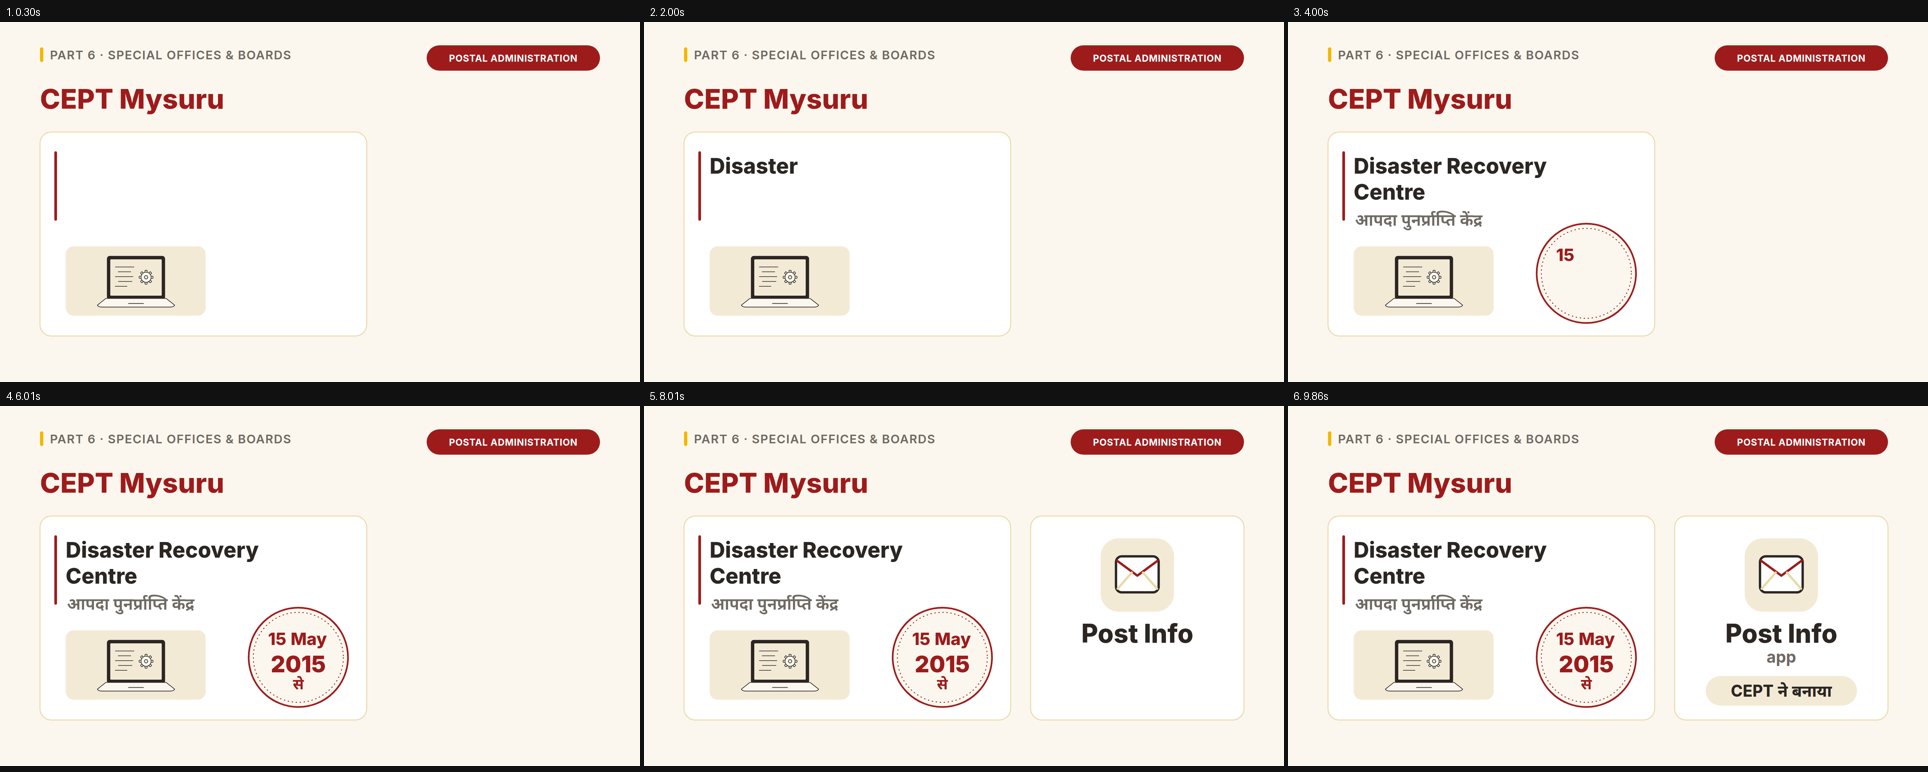 1. 0.30s
PART 6 · SPECIAL OFFICES & BOARDS
POSTAL ADMINISTRATION
CEPT Mysuru
2. 2.00s
PART 6 · SPECIAL OFFICES & BOARDS
POSTAL ADMINISTRATION
CEPT Mysuru
Disaster
3. 4.00s
PART 6 · SPECIAL OFFICES & BOARDS
POSTAL ADMINISTRATION
CEPT Mysuru
Disaster Recovery
Centre
आपदा पुनर्प्राप्ति केंद्र
15
4. 6.01s
PART 6 · SPECIAL OFFICES & BOARDS
POSTAL ADMINISTRATION
CEPT Mysuru
Disaster Recovery
Centre
आपदा पुनर्प्राप्ति केंद्र
15 May
2015
से
5. 8.01s
PART 6 · SPECIAL OFFICES & BOARDS
POSTAL ADMINISTRATION
CEPT Mysuru
Disaster Recovery
Centre
आपदा पुनर्प्राप्ति केंद्र
15 May
2015
से
Post Info
6. 9.86s
PART 6 · SPECIAL OFFICES & BOARDS
POSTAL ADMINISTRATION
CEPT Mysuru
Disaster Recovery
Centre
आपदा पुनर्प्राप्ति केंद्र
15 May
2015
से
Post Info
app
CEPT ने बनाया